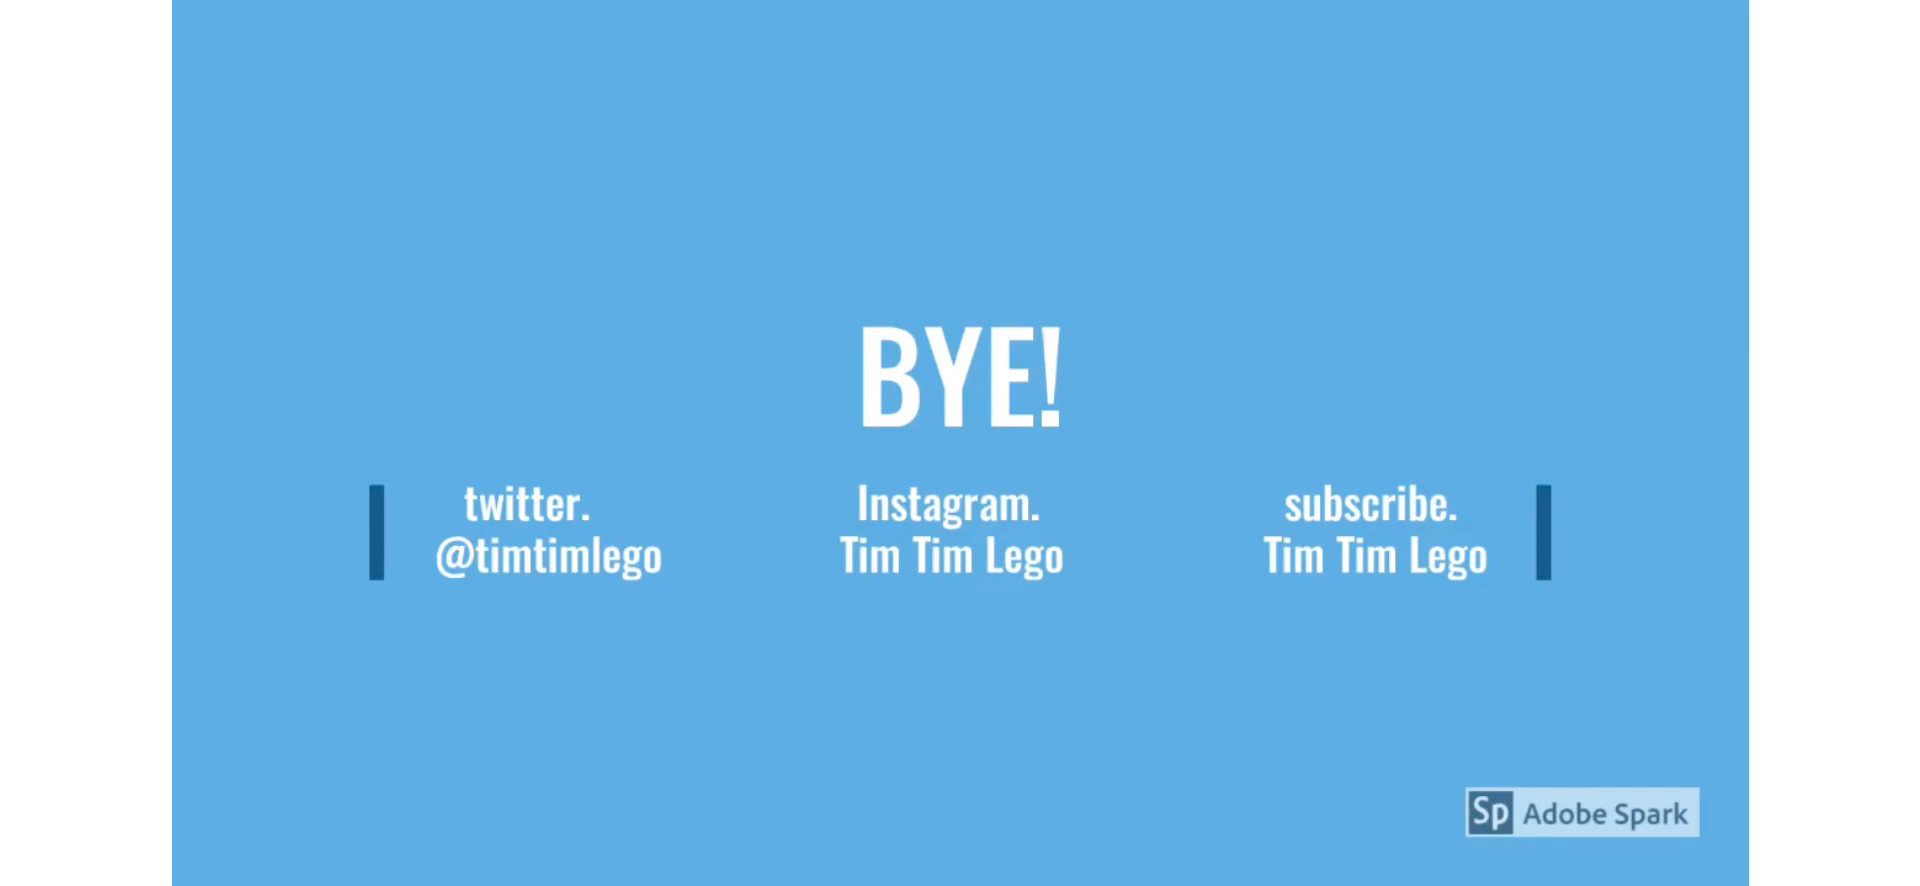 BYE!
twitter.
@timtimlego
Instagram.
Tim Tim Lego
subscribe.
Tim Tim Lego
Sp Adobe Spark